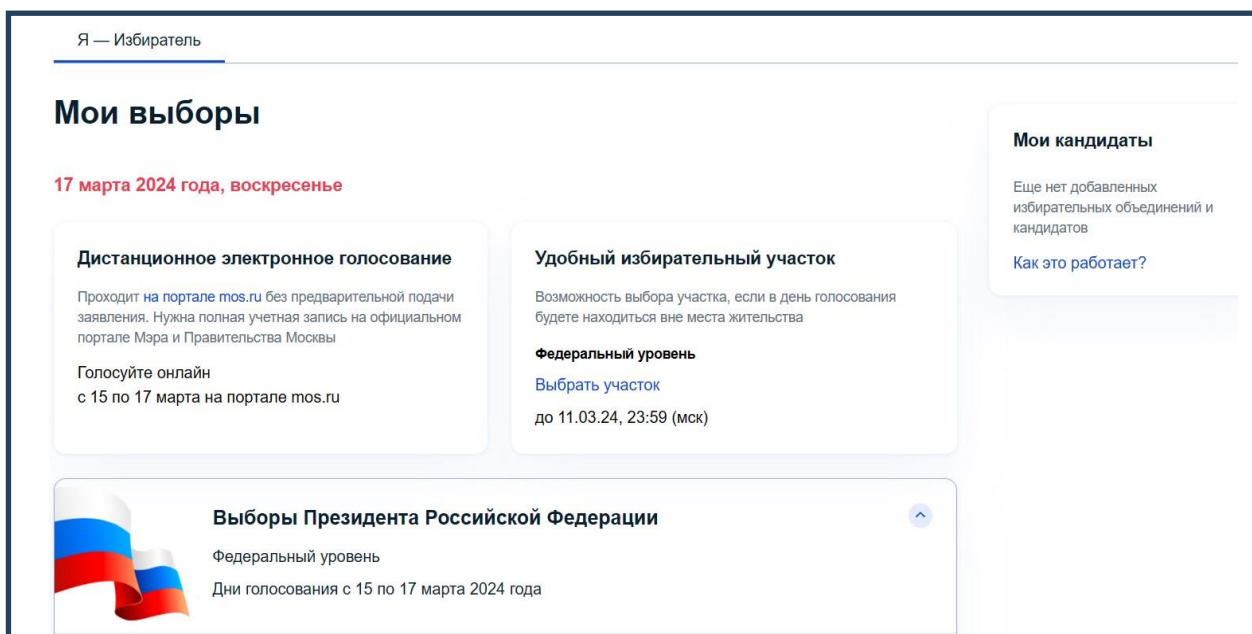 Я — Избиратель
Мои выборы
17 марта 2024 года, воскресенье
Дистанционное электронное голосование
Проходит на портале mos.ru без предварительной подачи
заявления. Нужна полная учетная запись на официальном
портале Мэра и Правительства Москвы
Голосуйте онлайн
с 15 по 17 марта на портале mos.ru
Удобный избирательный участок
Возможность выбора участка, если в день голосования
будете находиться вне места жительства
Федеральный уровень
Выбрать участок
до 11.03.24, 23:59 (мск)
Мои кандидаты
Еще нет добавленных
избирательных объединений и
кандидатов
Как это работает?
Выборы Президента Российской Федерации
Федеральный уровень
Дни голосования с 15 по 17 марта 2024 года